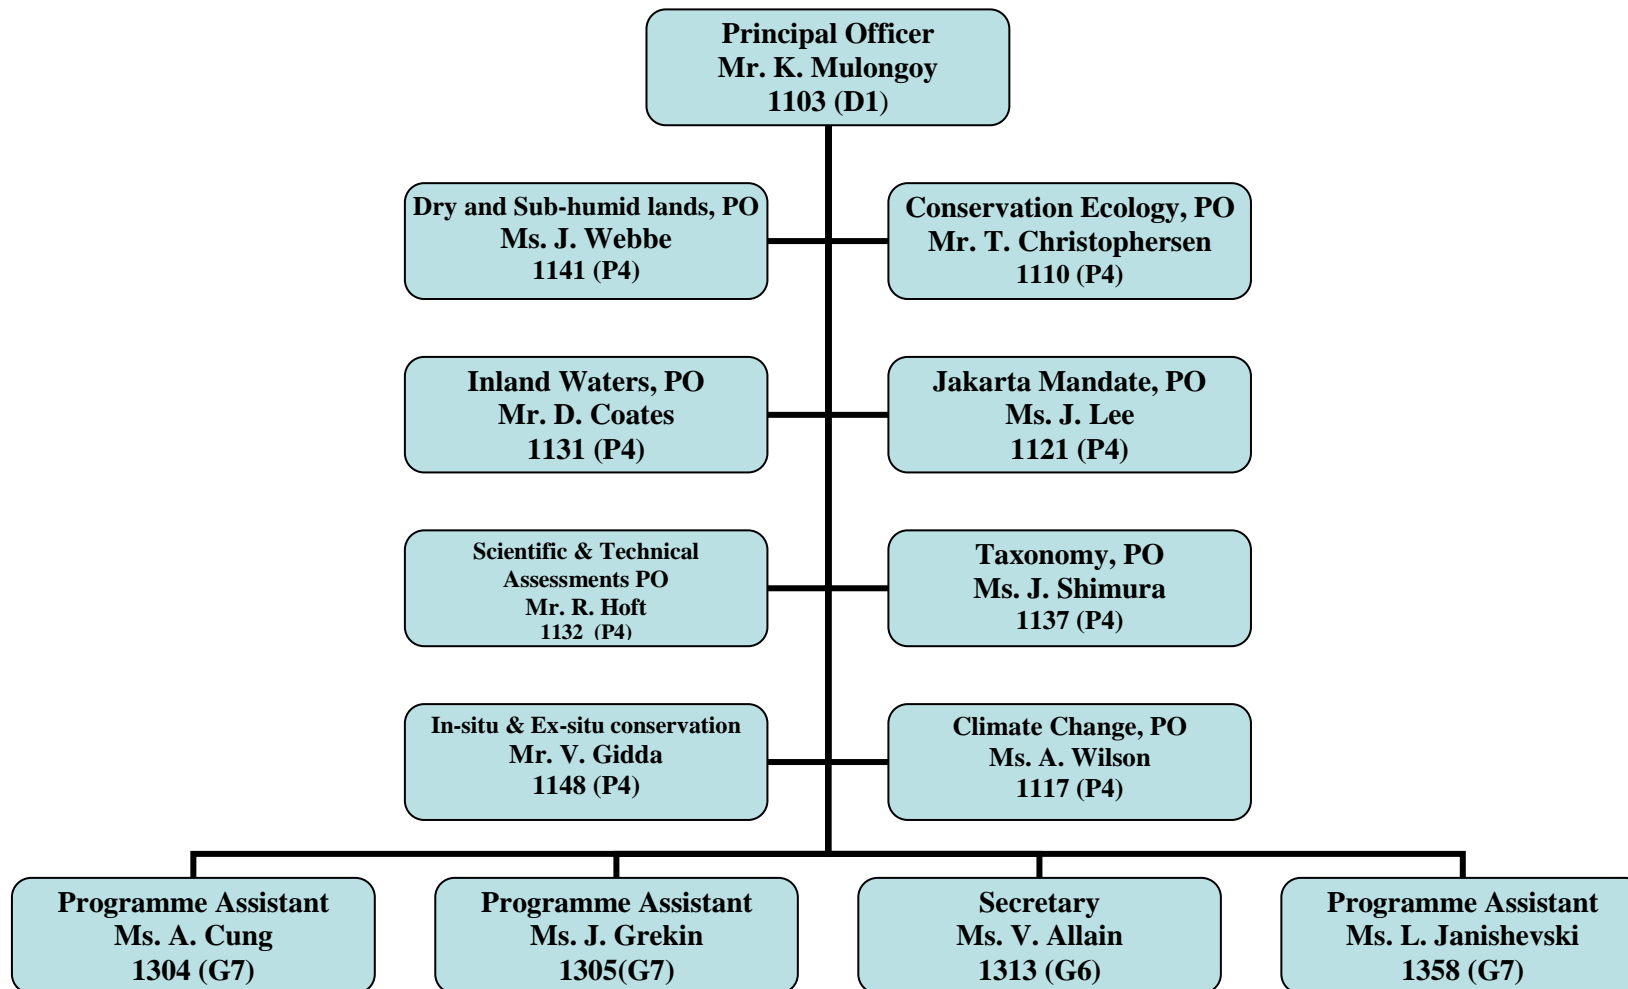 Principal Officer
Mr. K. Mulongoy
1103 (D1)
Dry and Sub-humid lands, PO
Ms. J. Webbe
1141 (P4)
Conservation Ecology, PO
Mr. T. Christophersen
1110 (P4)
Inland Waters, PO
Mr. D. Coates
1131 (P4)
Jakarta Mandate, PO
Ms. J. Lee
1121 (P4)
Scientific & Technical
Assessments PO
Mr. R. Hoft
1132 (P4)
Taxonomy, PO
Ms. J. Shimura
1137 (P4)
In-situ & Ex-situ conservation
Mr. V. Gidda
1148 (P4)
Climate Change, PO
Ms. A. Wilson
1117 (P4)
Programme Assistant
Ms. A. Cung
1304 (G7)
Programme Assistant
Ms. J. Grekin
1305(G7)
Secretary
Ms. V. Allain
1313 (G6)
Programme Assistant
Ms. L. Janishevski
1358 (G7)